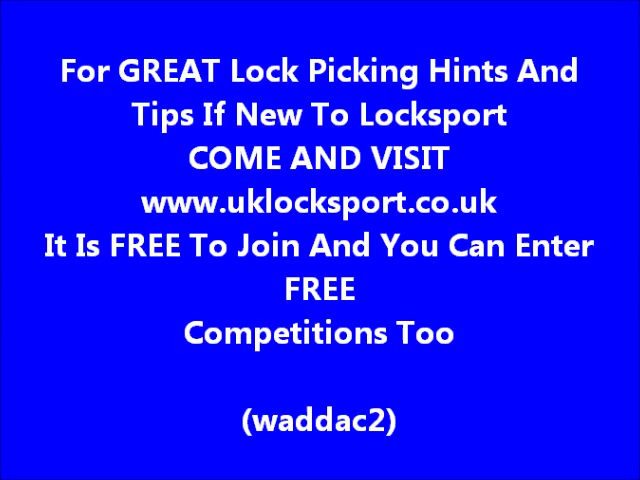 For GREAT Lock Picking Hints And
Tips If New To Locksport
COME AND VISIT
www.uklocksport.co.uk
It Is FREE To Join And You Can Enter
FREE
Competitions Too
(waddac2)